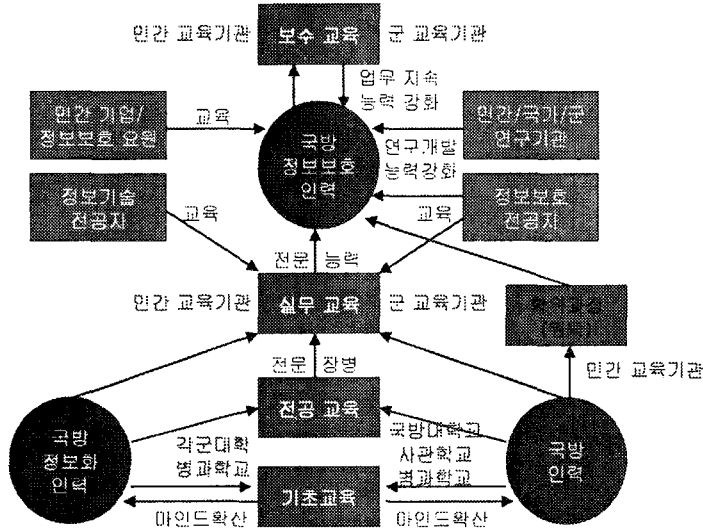 민간 교육기관
보수 교육
군 교육기관
업무 지속
능력 강화
민간 기업/
정보보호 요원
교육
국방
정보보호
인력
민간/국가/군
연구기관
연구개발
능력강화
정보기술
전공자
교육
교육
정보보호
전공자
전문 능력
민간 교육기관
실무 교육
군 교육기관
전문 장병
민간 교육기관
전공 교육
국방
정보화
인력
각군대학
병과학교
국방대학교
사관학교
병과학교
국방
인력
기초교육
마인드확산
마인드확산